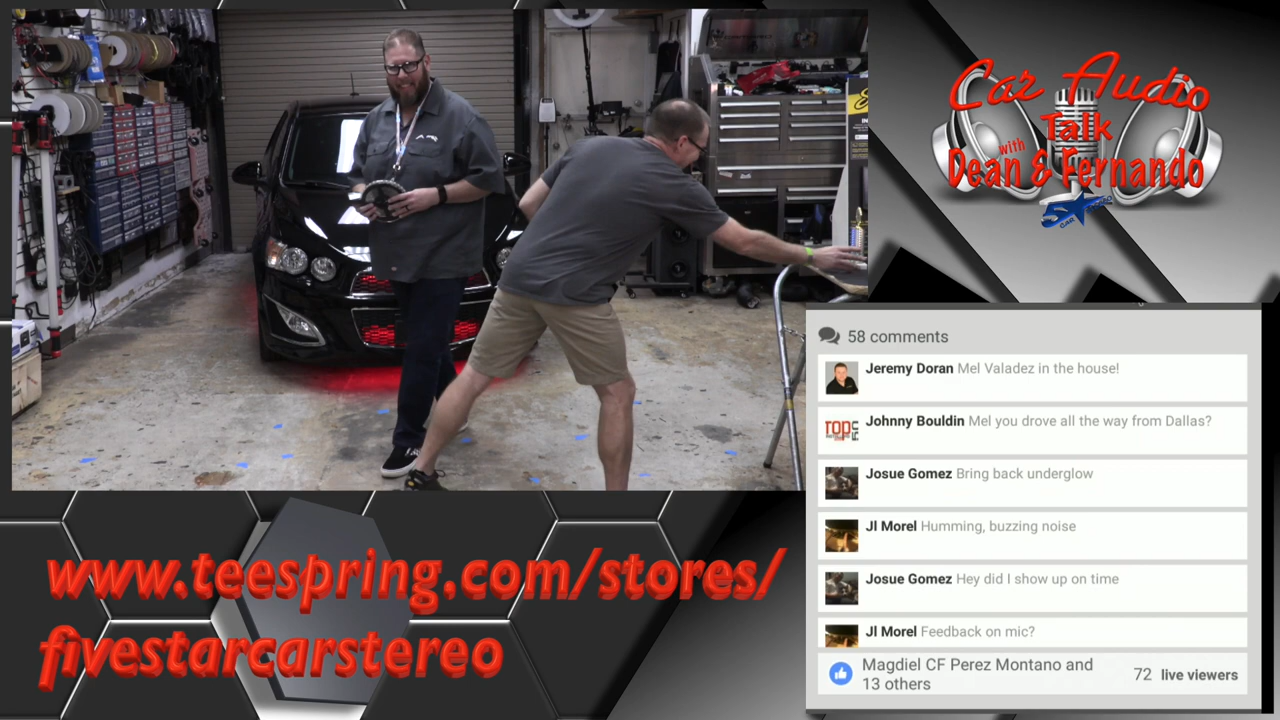 Car Audio
Talk
with
Dean & Fernando
58 comments
Jeremy Doran Mel Valadez in the house!
Johnny Bouldin Mel you drove all the way from Dallas?
Josue Gomez Bring back underglow
Jl Morel Humming, buzzing noise
Josue Gomez Hey did I show up on time
Jl Morel Feedback on mic?
Magdiel CF Perez Montano and
13 others
72 live viewers
www.teespring.com/stores/
fivestarcarstereo